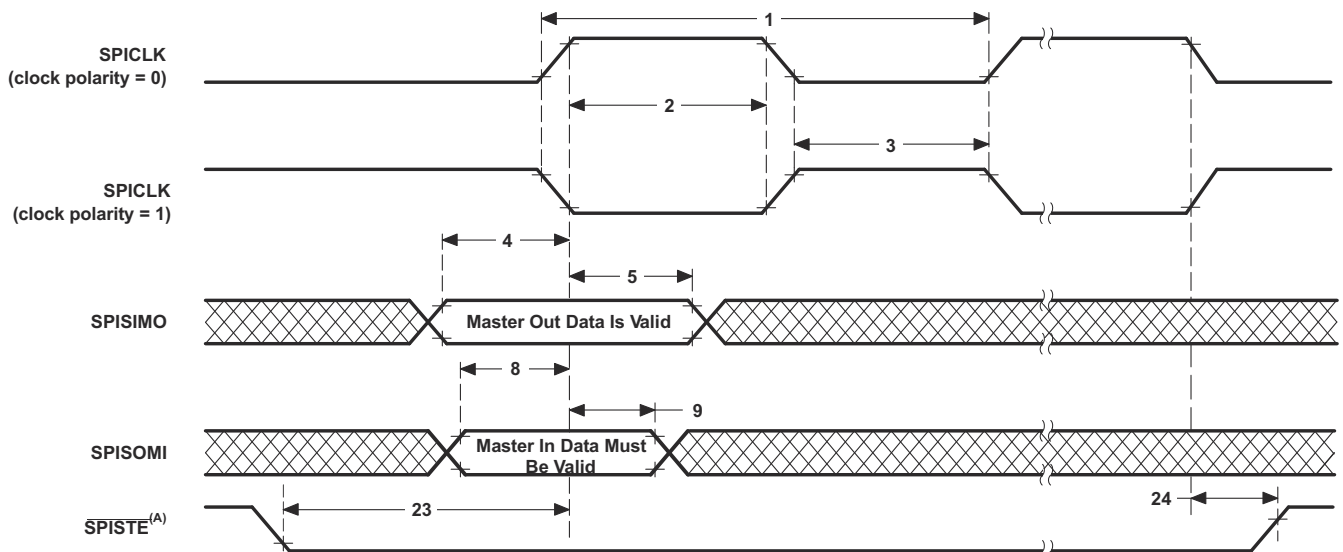 1
SPICLK
(clock polarity = 0)
2
3
SPICLK
(clock polarity = 1)
4
5
SPISIMO
Master Out Data Is Valid
8
9
SPISOMI
Master In Data Must
Be Valid
23
24
SPISTE(A)